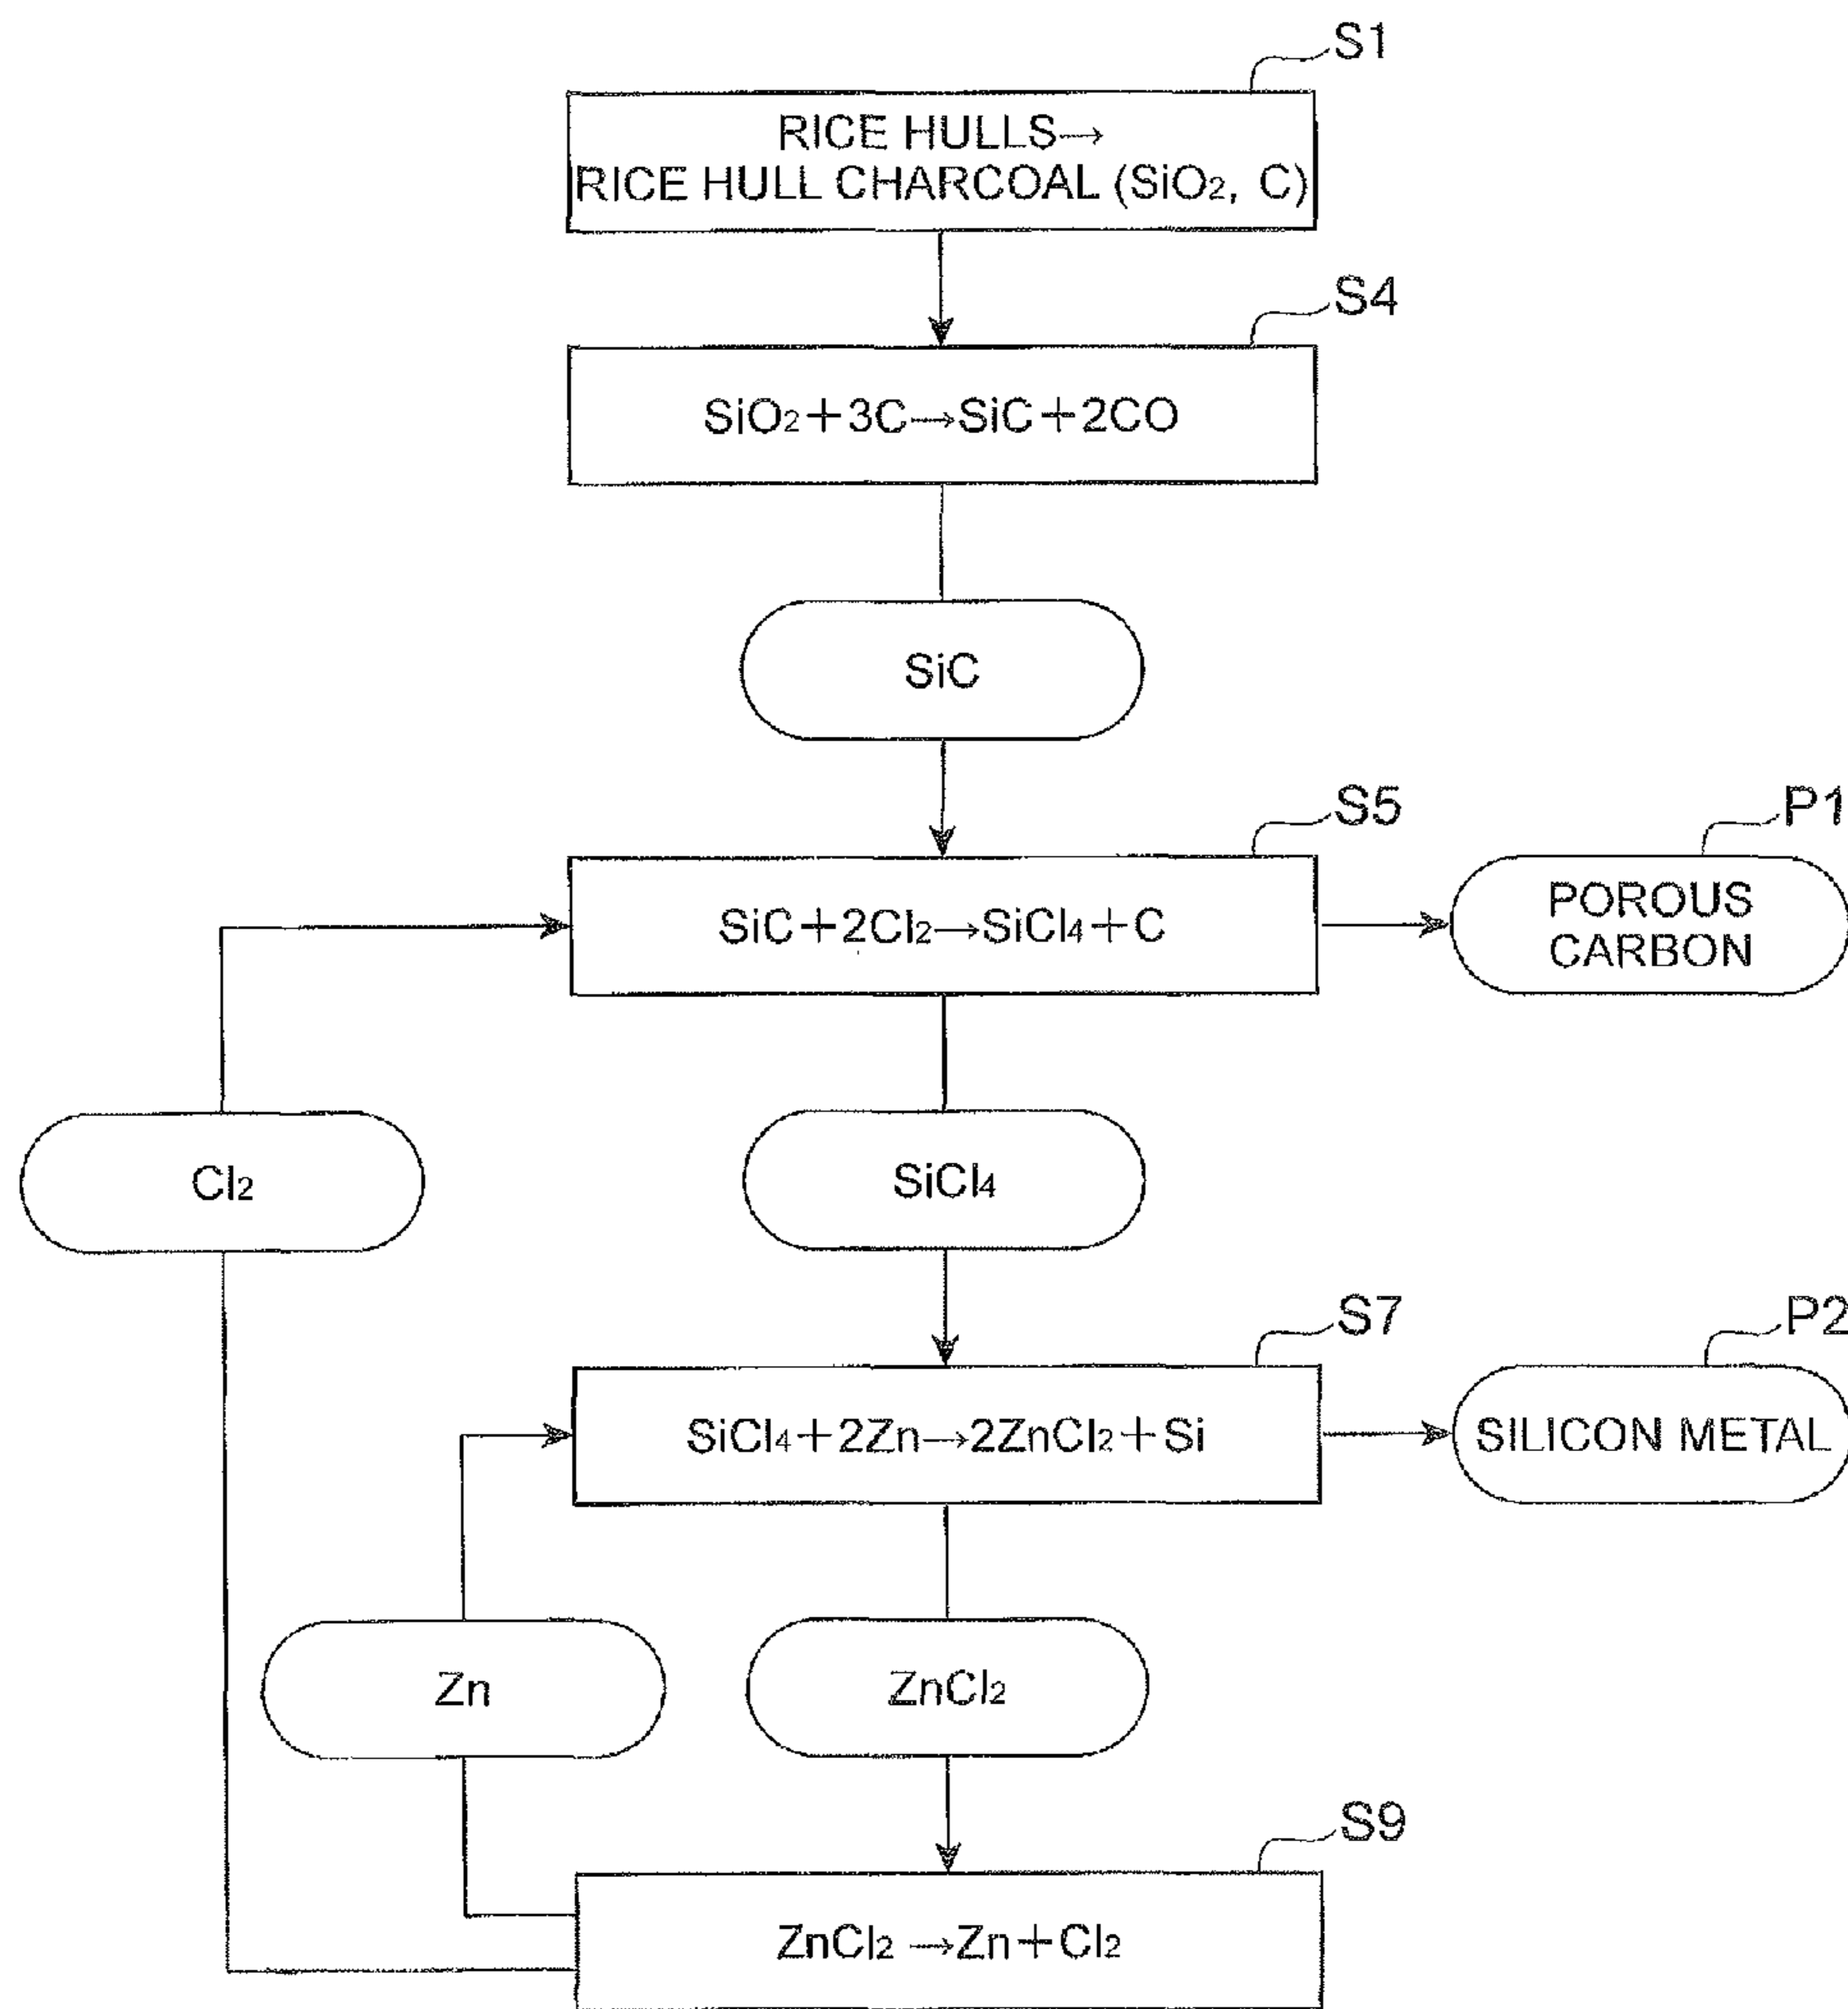 S1
RICE HULLS→
RICE HULL CHARCOAL (SiO₂, C)
S4
SiO₂+3C→SiC+2CO
SiC
S5
P1
SiC+2Cl₂→SiCl₄+C
POROUS
CARBON
Cl₂
SiCl₄
S7
P2
SiCl₄+2Zn→2ZnCl₂+Si
SILICON METAL
Zn
ZnCl₂
S9
ZnCl₂→Zn+Cl₂